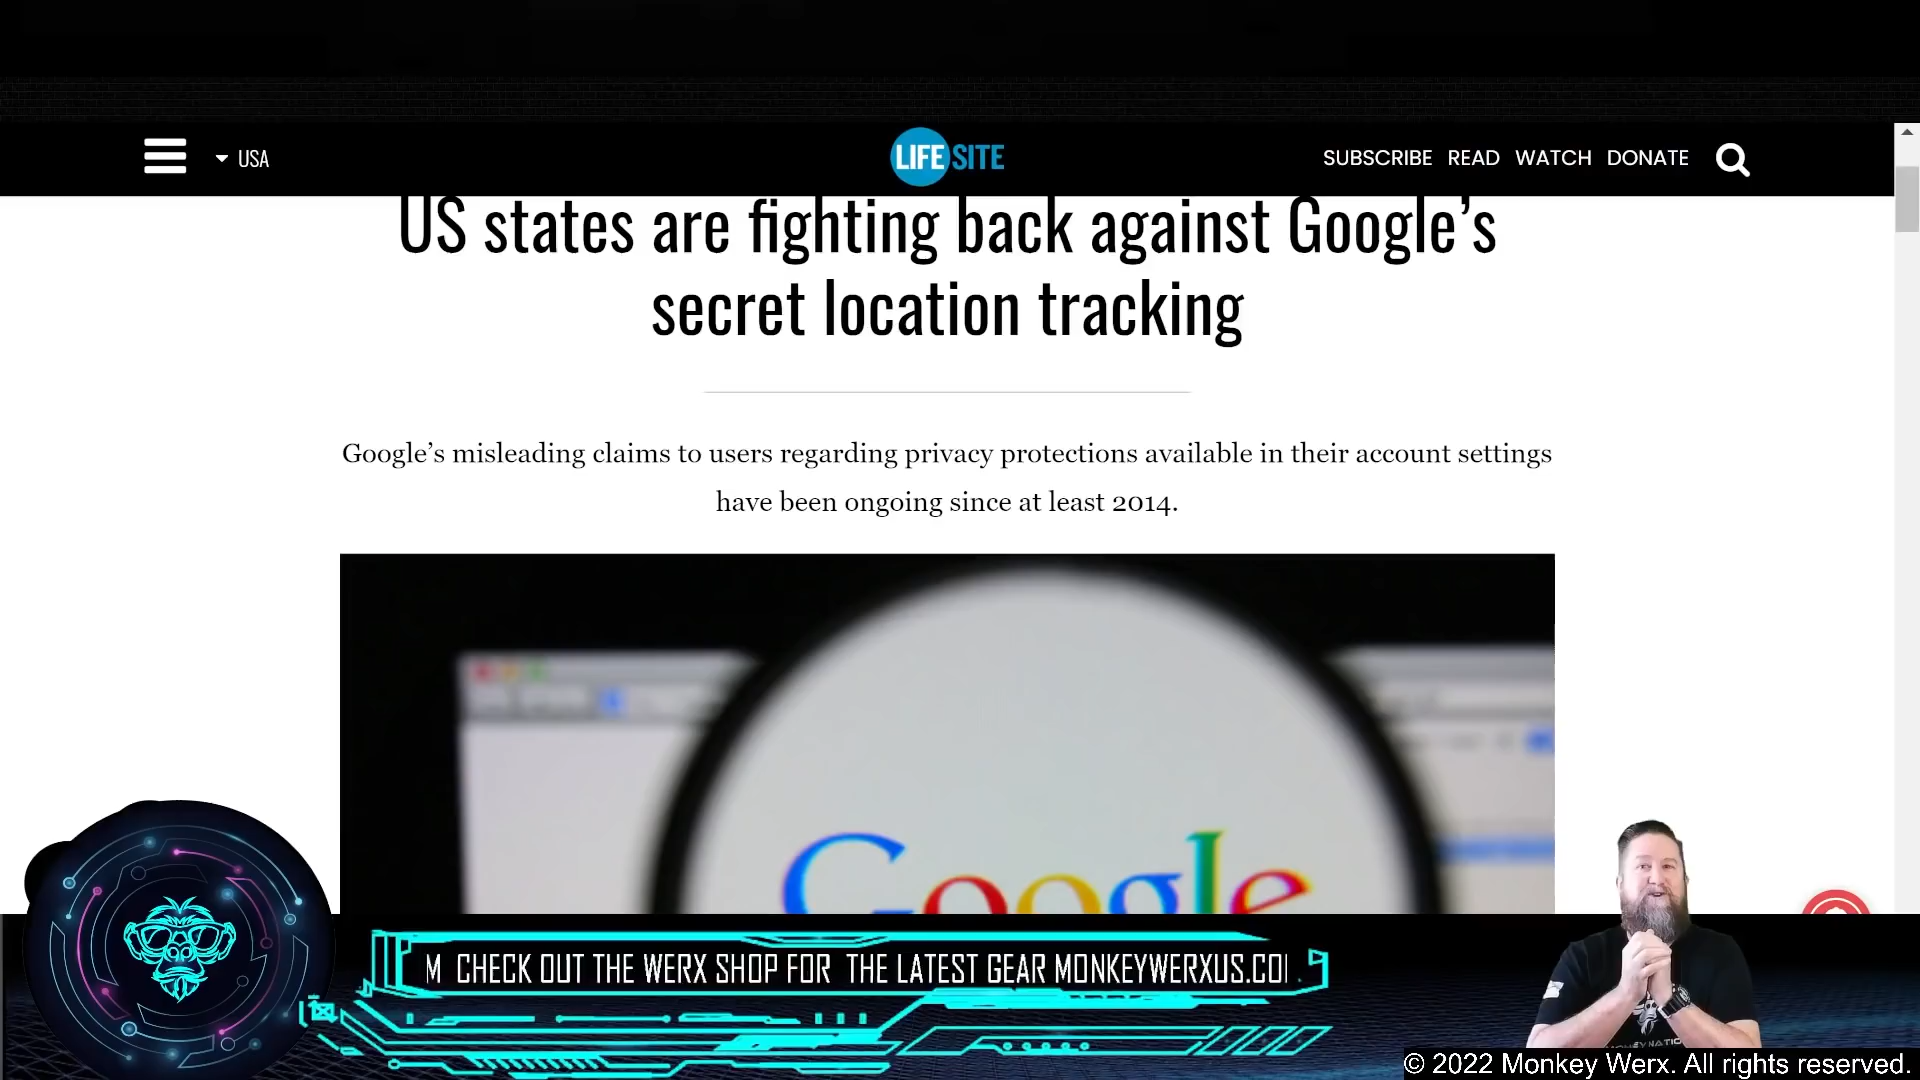 USA
LIFE SITE
SUBSCRIBE READ WATCH DONATE
US states are fighting back against Google’s
secret location tracking
Google’s misleading claims to users regarding privacy protections available in their account settings
have been ongoing since at least 2014.
Google
M CHECK OUT THE WERX SHOP FOR THE LATEST GEAR MONKEYWERXUS.CO
© 2022 Monkey Werx. All rights reserved.